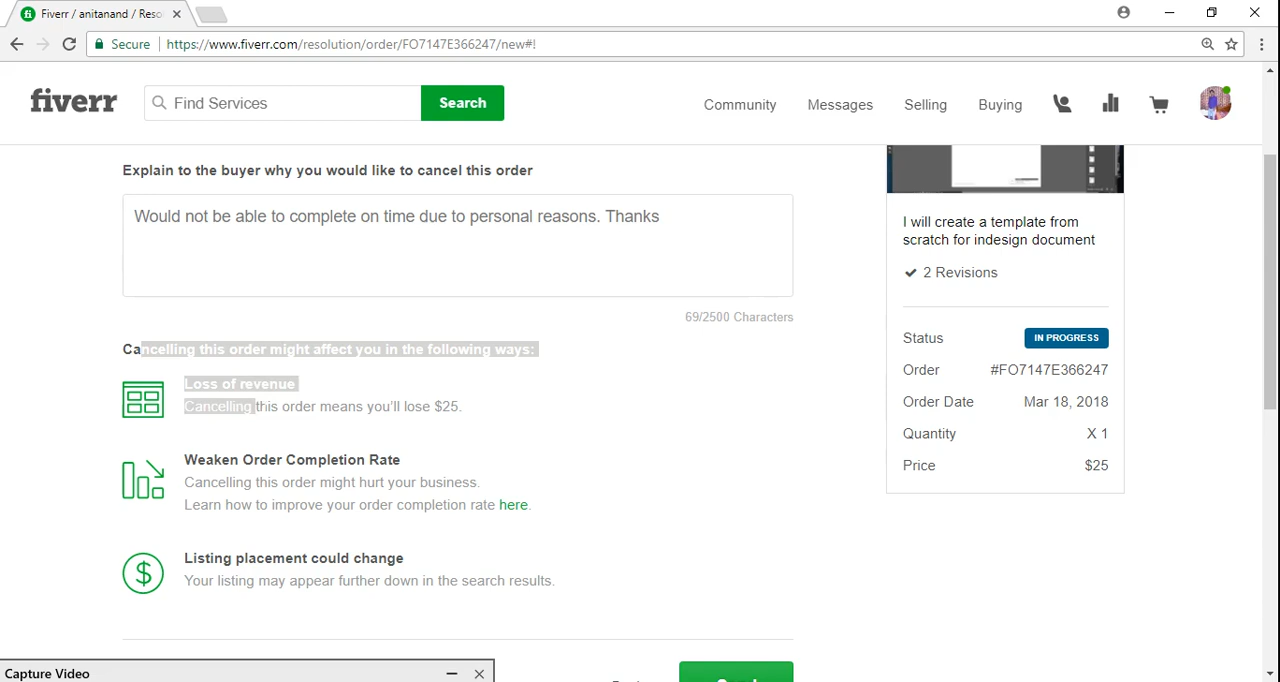 Fiverr / anitanand / Reso
Secure https://www.fiverr.com/resolution/order/FO7147E366247/new#!
fiverr
Find Services
Search
Community
Messages
Selling
Buying
Explain to the buyer why you would like to cancel this order
Would not be able to complete on time due to personal reasons. Thanks
69/2500 Characters
Cancelling this order might affect you in the following ways:
Loss of revenue
Cancelling this order means you'll lose $25.
Weaken Order Completion Rate
Cancelling this order might hurt your business.
Learn how to improve your order completion rate here.
Listing placement could change
Your listing may appear further down in the search results.
I will create a template from
scratch for indesign document
2 Revisions
Status IN PROGRESS
Order #FO7147E366247
Order Date Mar 18, 2018
Quantity X 1
Price $25
Capture Video